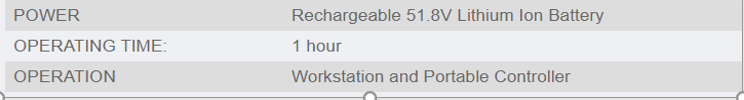 POWER Rechargeable 51.8V Lithium Ion Battery
OPERATING TIME: 1 hour
OPERATION Workstation and Portable Controller